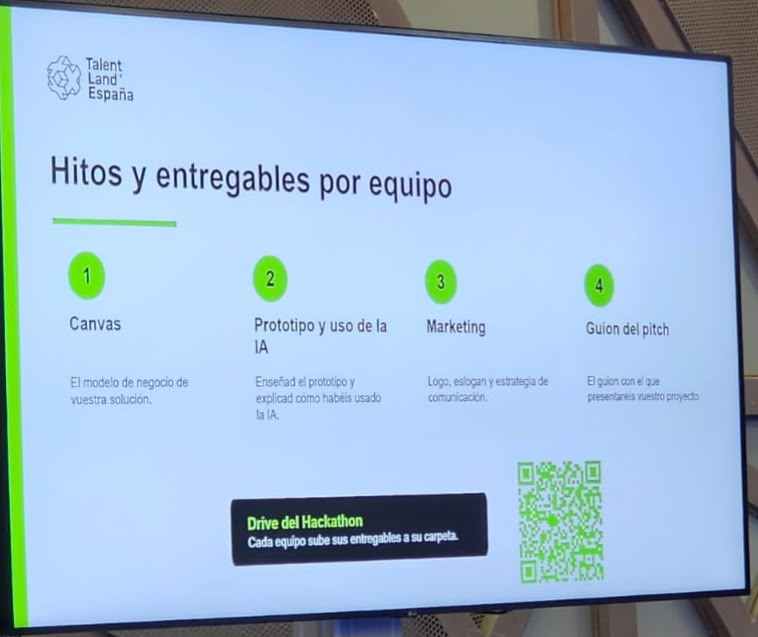 Talent
Land
España
Hitos y entregables por equipo
1
Canvas
El modelo de negocio de
vuestra solución.
2
Prototipo y uso de la
IA
Enseñad el prototipo y
explicad cómo habéis usado
la IA.
3
Marketing
Logo, eslogan y estrategia de
comunicación.
4
Guion del pitch
El guion con el que
presentaréis vuestro proyecto.
Drive del Hackathon
Cada equipo sube sus entregables a su carpeta.